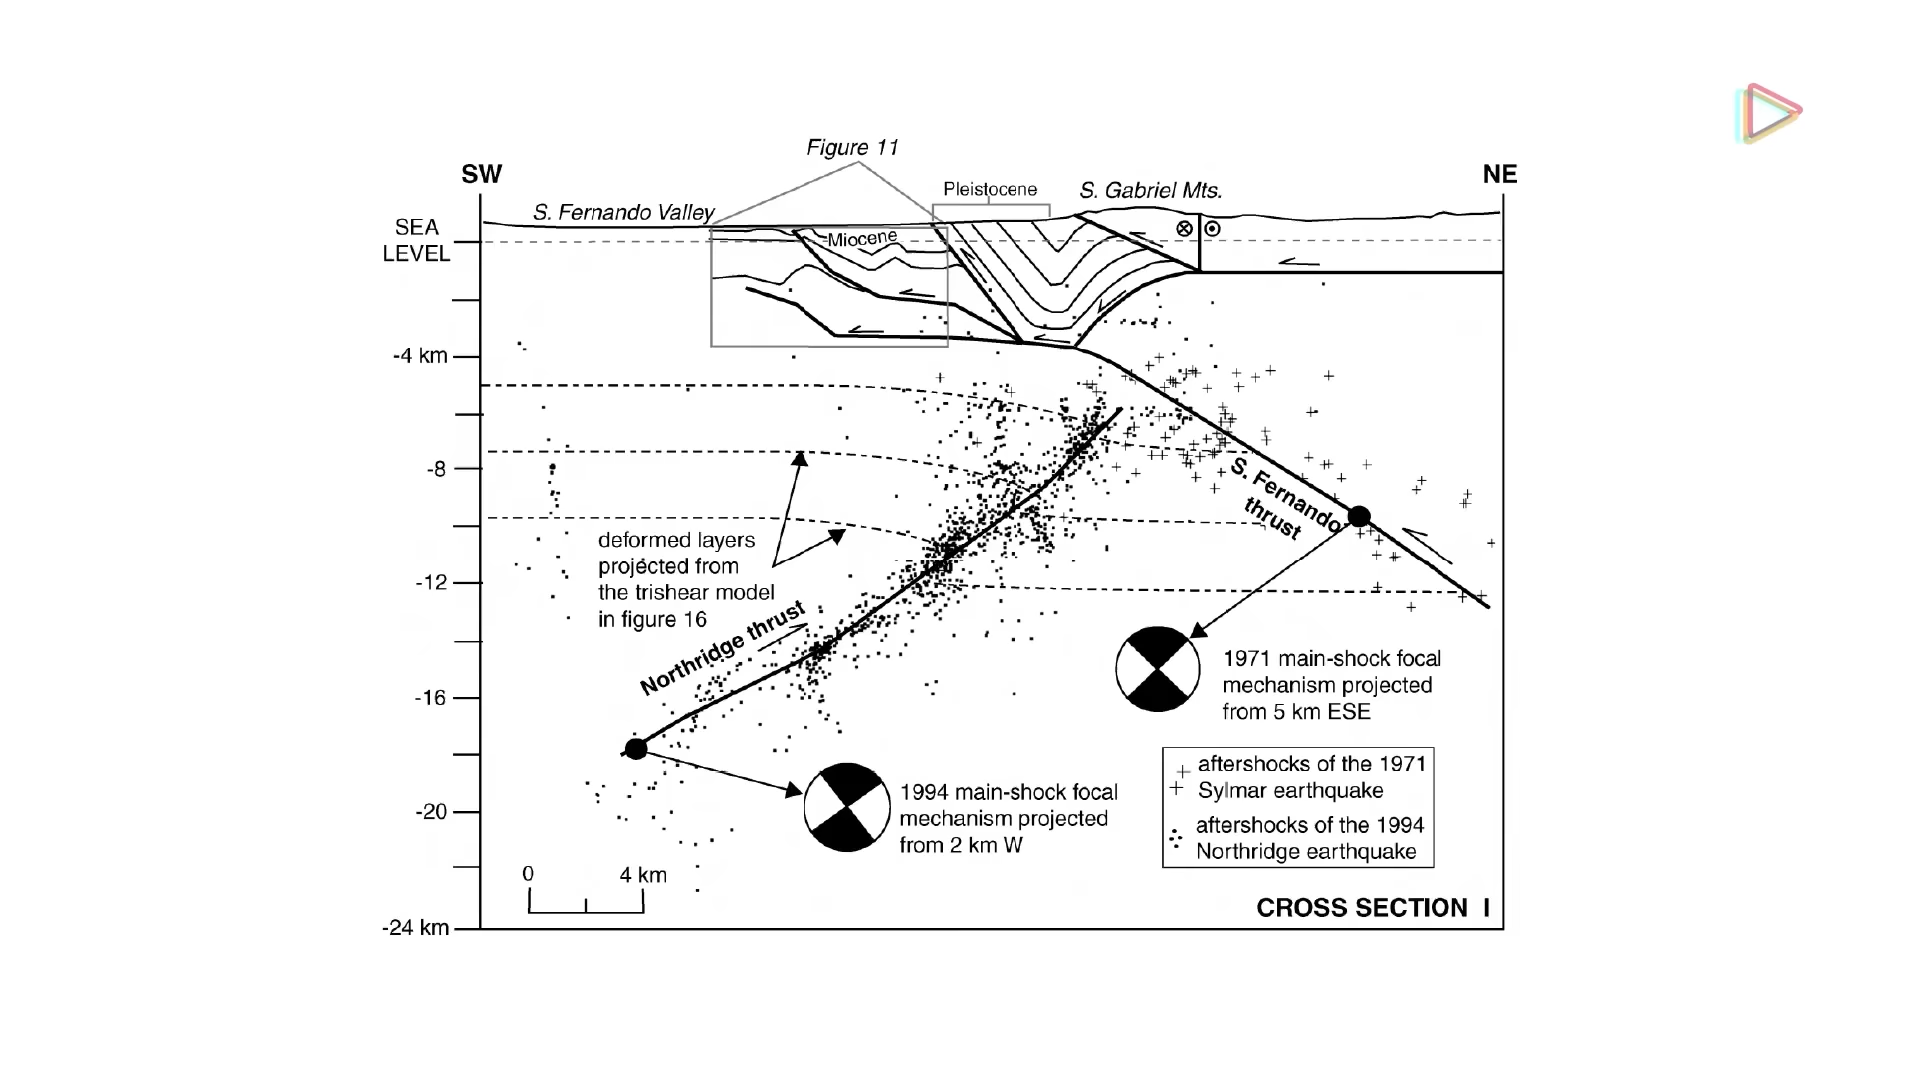 Figure 11
SW
NE
Pleistocene
S. Gabriel Mts.
S. Fernando Valley
SEA
LEVEL
Miocene
-4 km
-8
S. Fernando
thrust
deformed layers
projected from
the trishear model
in figure 16
-12
Northridge thrust
1971 main-shock focal
mechanism projected
from 5 km ESE
-16
1994 main-shock focal
mechanism projected
from 2 km W
aftershocks of the 1971
Sylmar earthquake
aftershocks of the 1994
Northridge earthquake
-20
0 4 km
CROSS SECTION I
-24 km